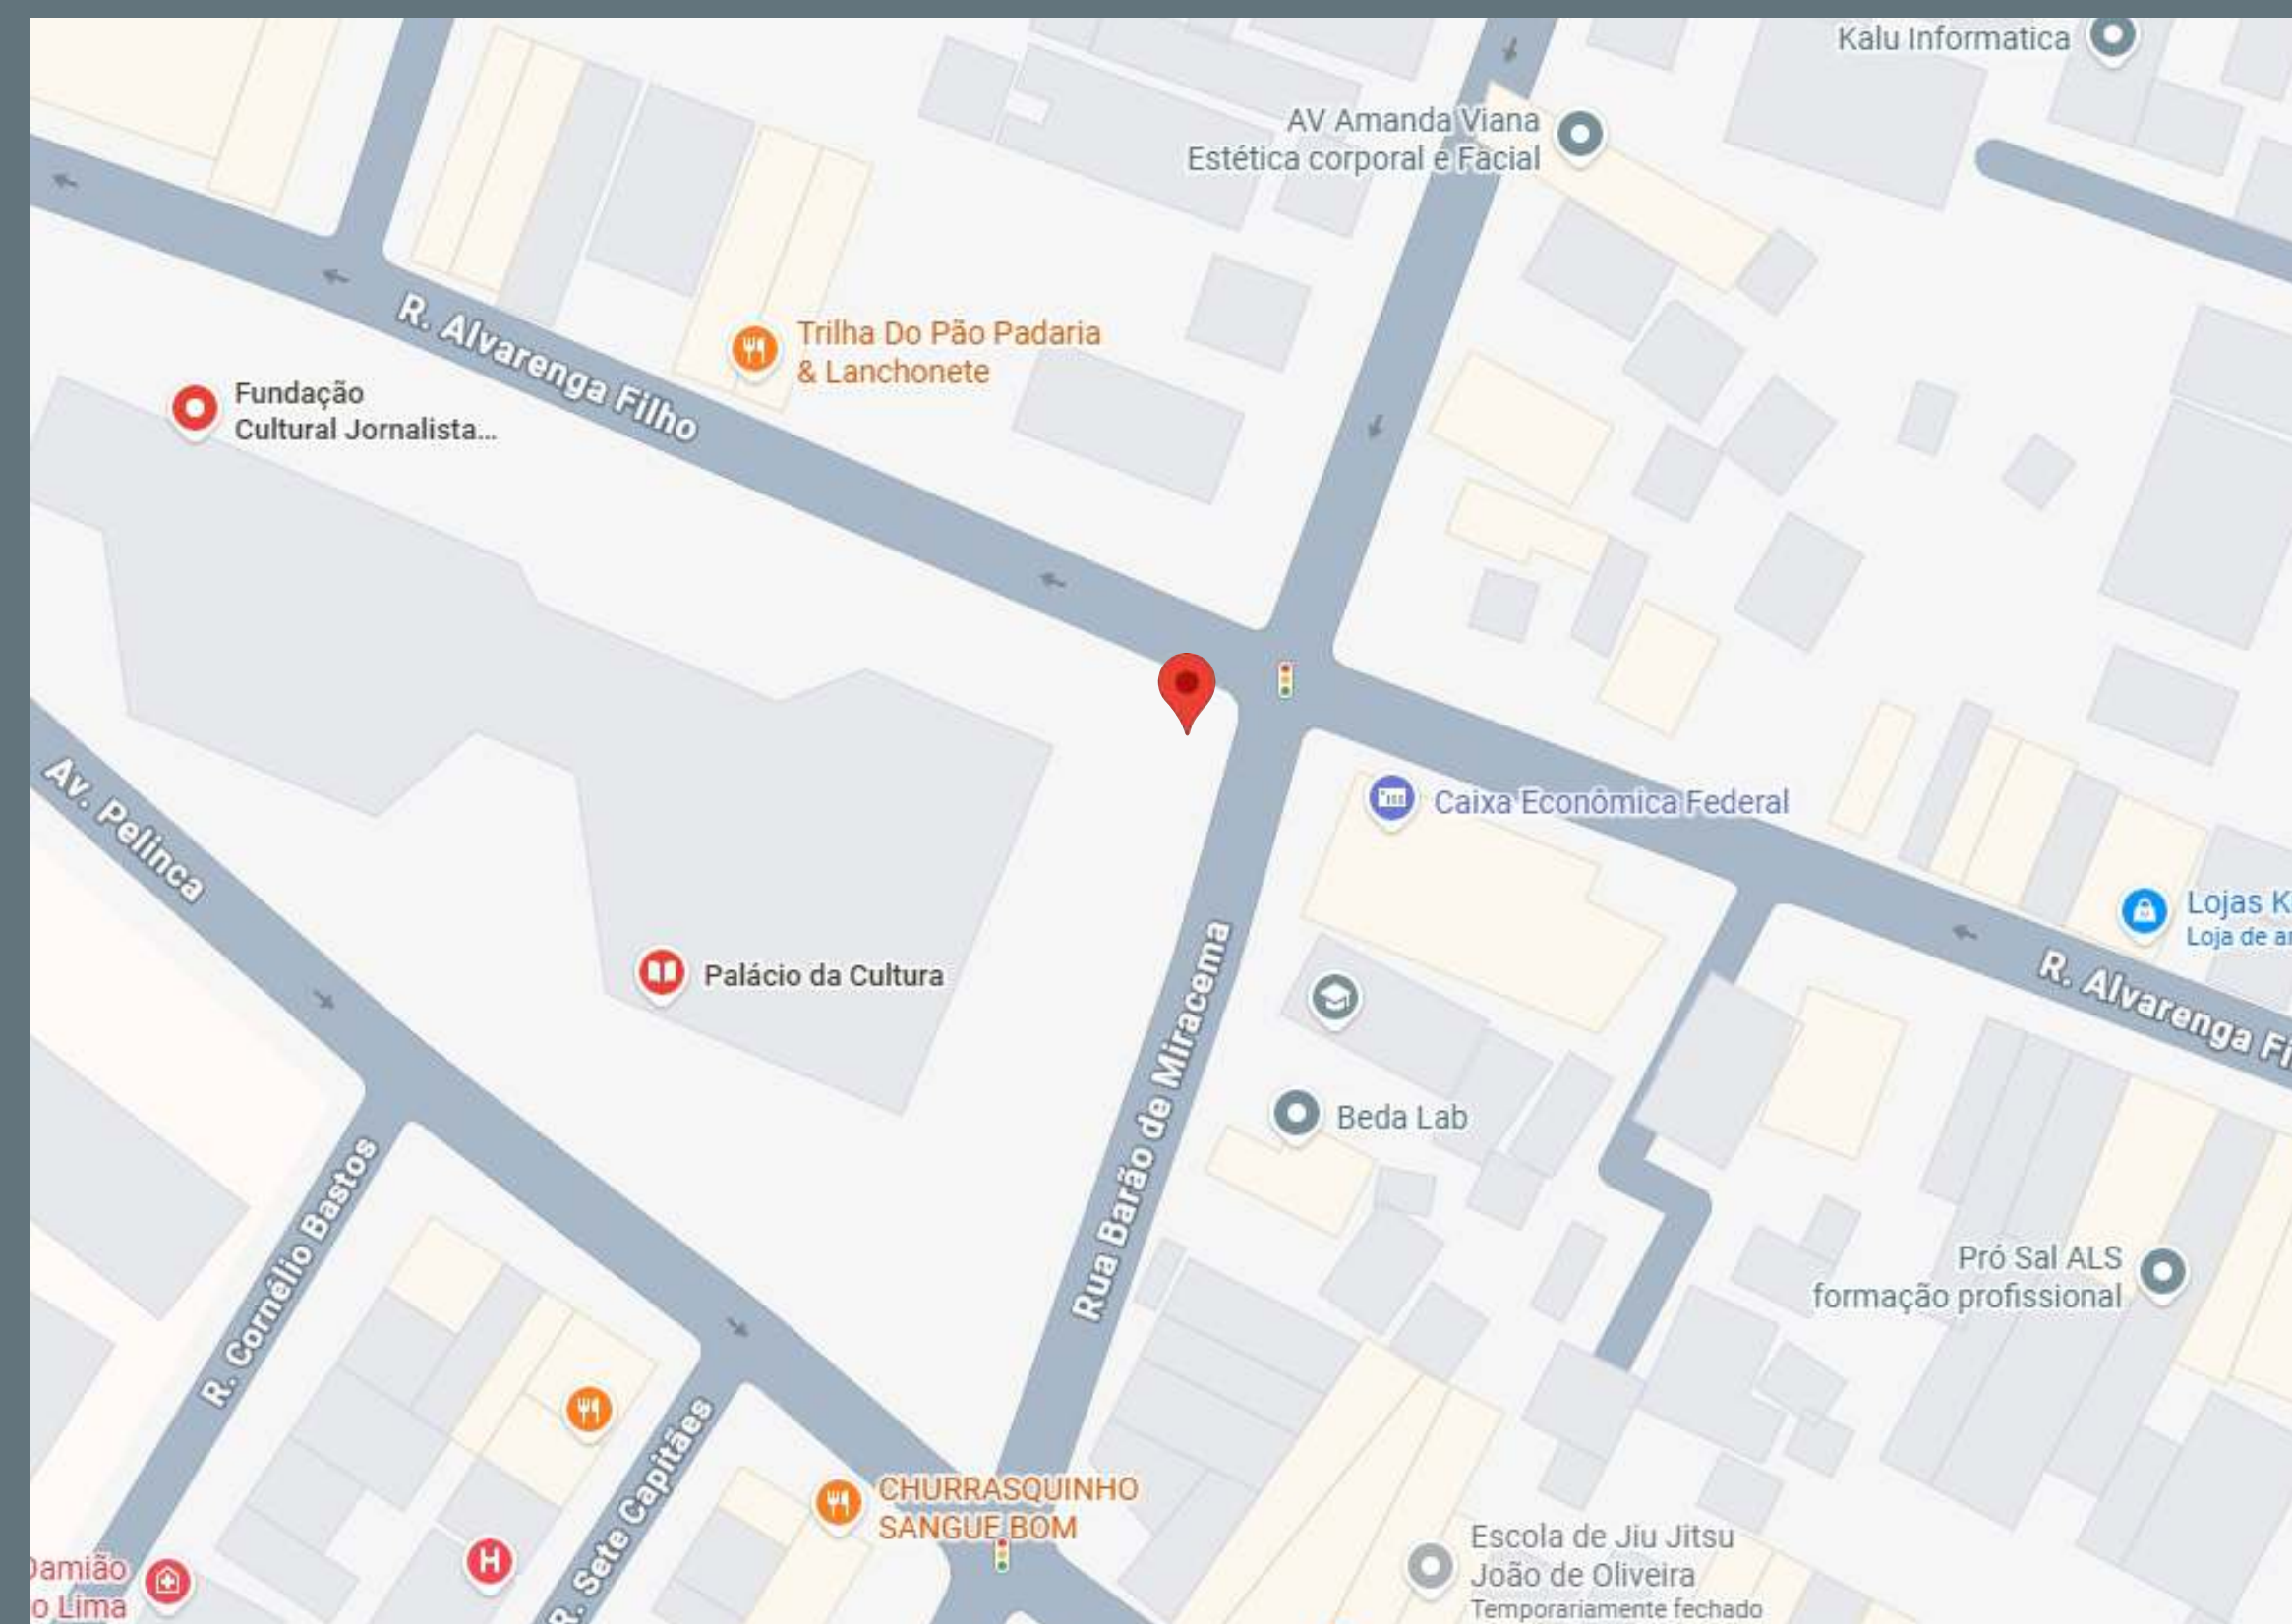 Kalu Informatica
AV Amanda Viana
Estética corporal e Facial
R. Alvarenga Filho
Trilha Do Pão Padaria
& Lanchonete
Fundação
Cultural Jornalista...
Av. Pelinca
Caixa Econômica Federal
Lojas K
Loja de
R. Alvarenga
Palácio da Cultura
Rua Barão de Miracema
Beda Lab
R. Cornélio Bastos
Pró Sal ALS
formação profissional
R. Sete Capitães
CHURRASQUINHO
SANGUE BOM
H
Escola de Jiu Jitsu
João de Oliveira
Temporariamente fechado
Damião
o Lima